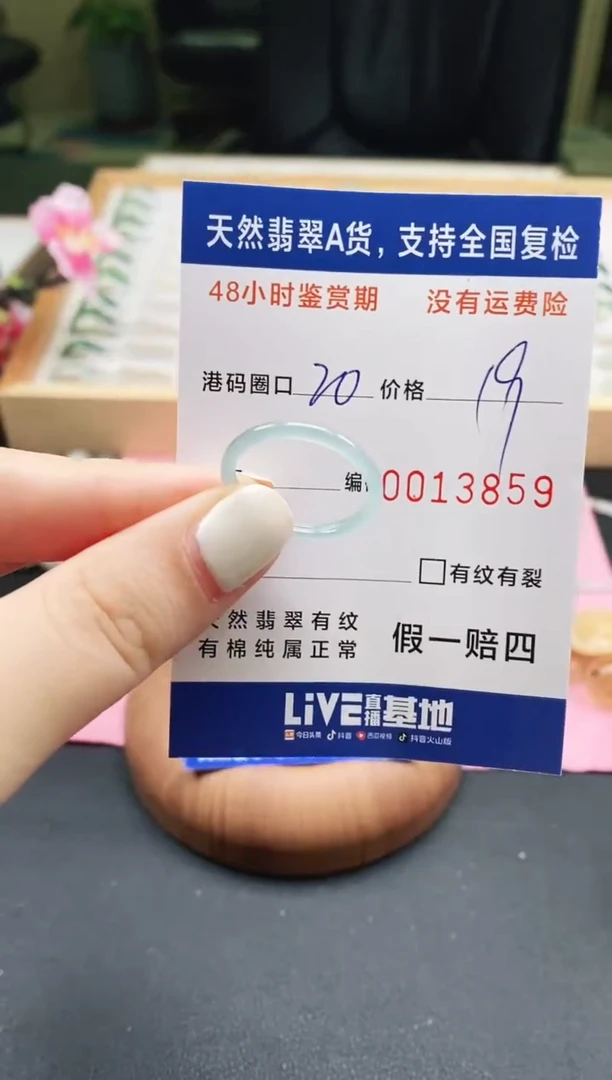 天然翡翠A货，支持全国复检
48小时鉴赏期 没有运费险
港码圈口 20 价格
编 0013859
□有纹有裂
然翡翠有纹
有棉纯属正常 假一赔四
LiVE直播基地
今日头条 抖音 西瓜视频 抖音火山版